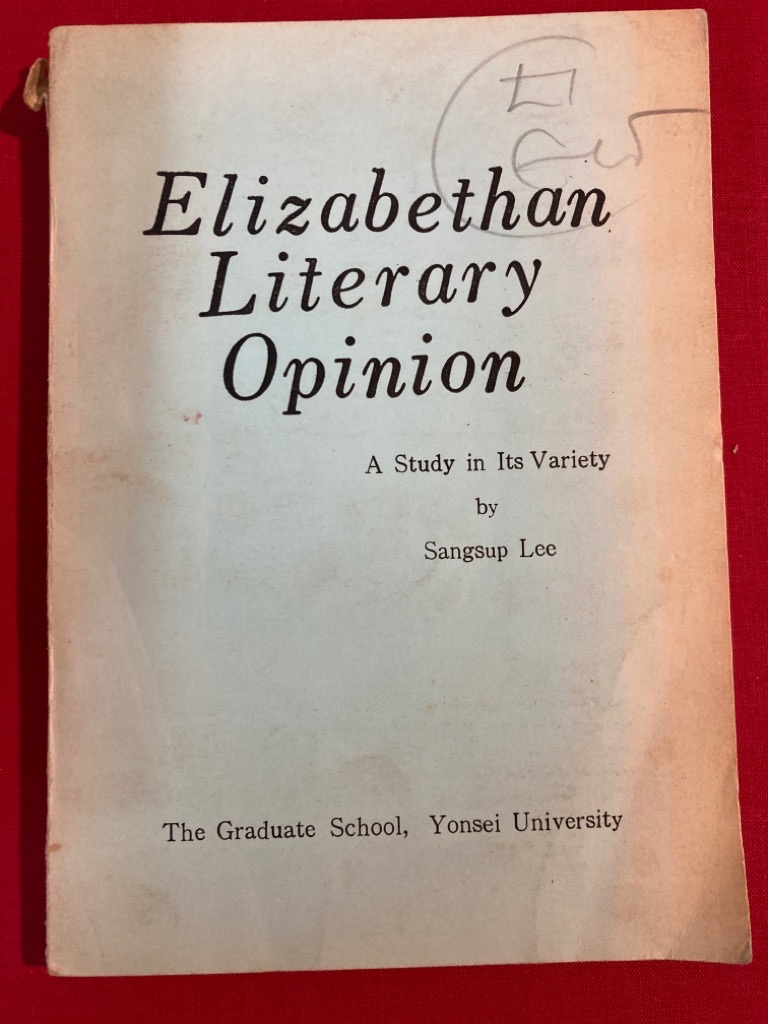 Elizabethan
Literary
Opinion
A Study in Its Variety
by
Sangsup Lee
The Graduate School, Yonsei University